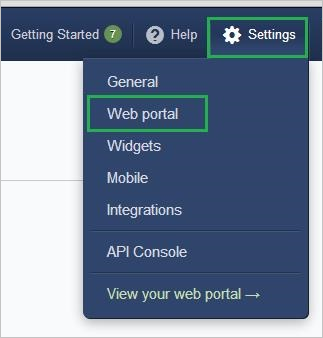 Getting Started 7 Help Settings
General
Web portal
Widgets
Mobile
Integrations
API Console
View your web portal →